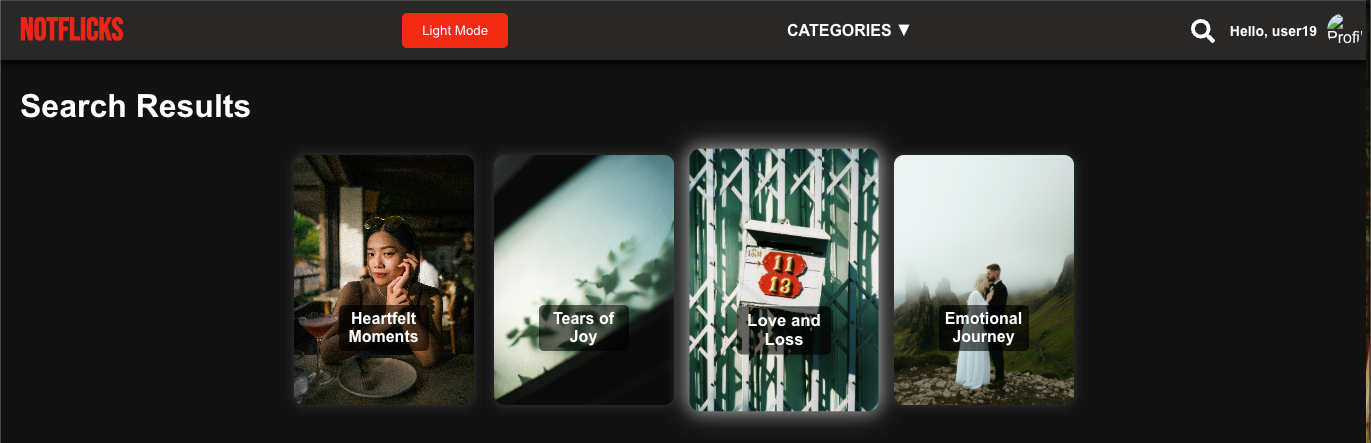 NOTFLICKS
Light Mode
CATEGORIES ▼
Hello, user19
Profi
Search Results
Heartfelt
Moments
Tears of
Joy
11
13
Love and
Loss
Emotional
Journey